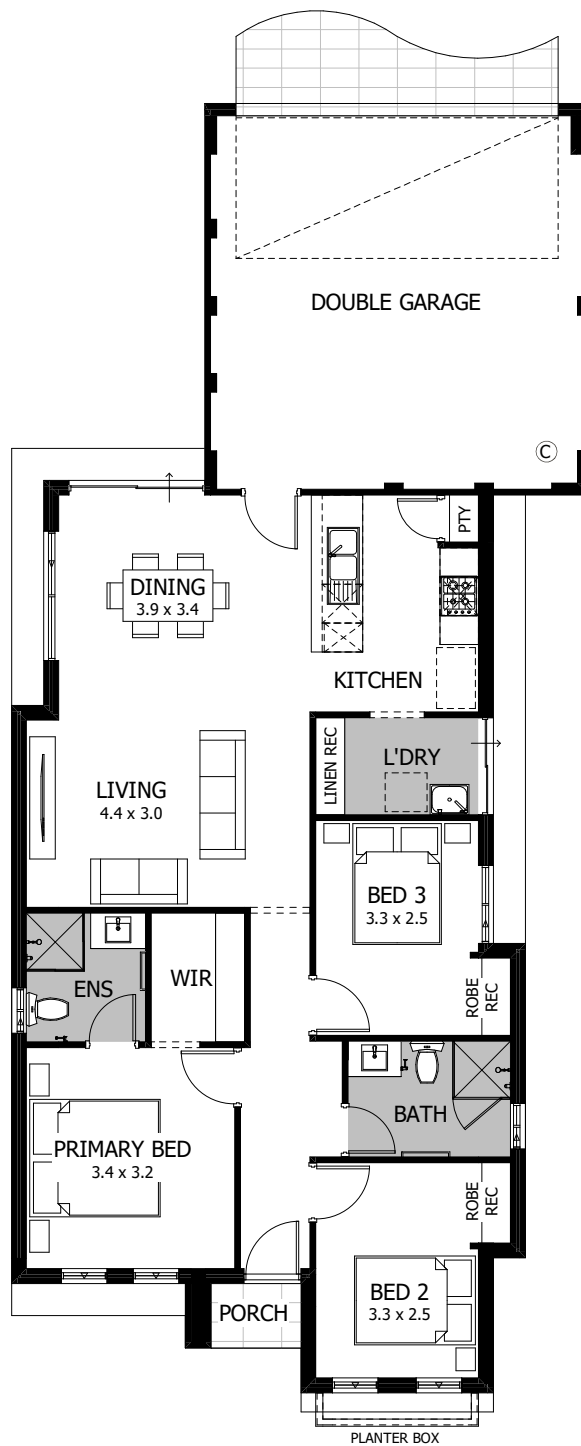 DOUBLE GARAGE
C
PTY
DINING
3.9 x 3.4
KITCHEN
LINEN REC
L'DRY
LIVING
4.4 x 3.0
BED 3
3.3 x 2.5
ROBE
REC
ENS
WIR
BATH
PRIMARY BED
3.4 x 3.2
ROBE
REC
PORCH
BED 2
3.3 x 2.5
PLANTER BOX